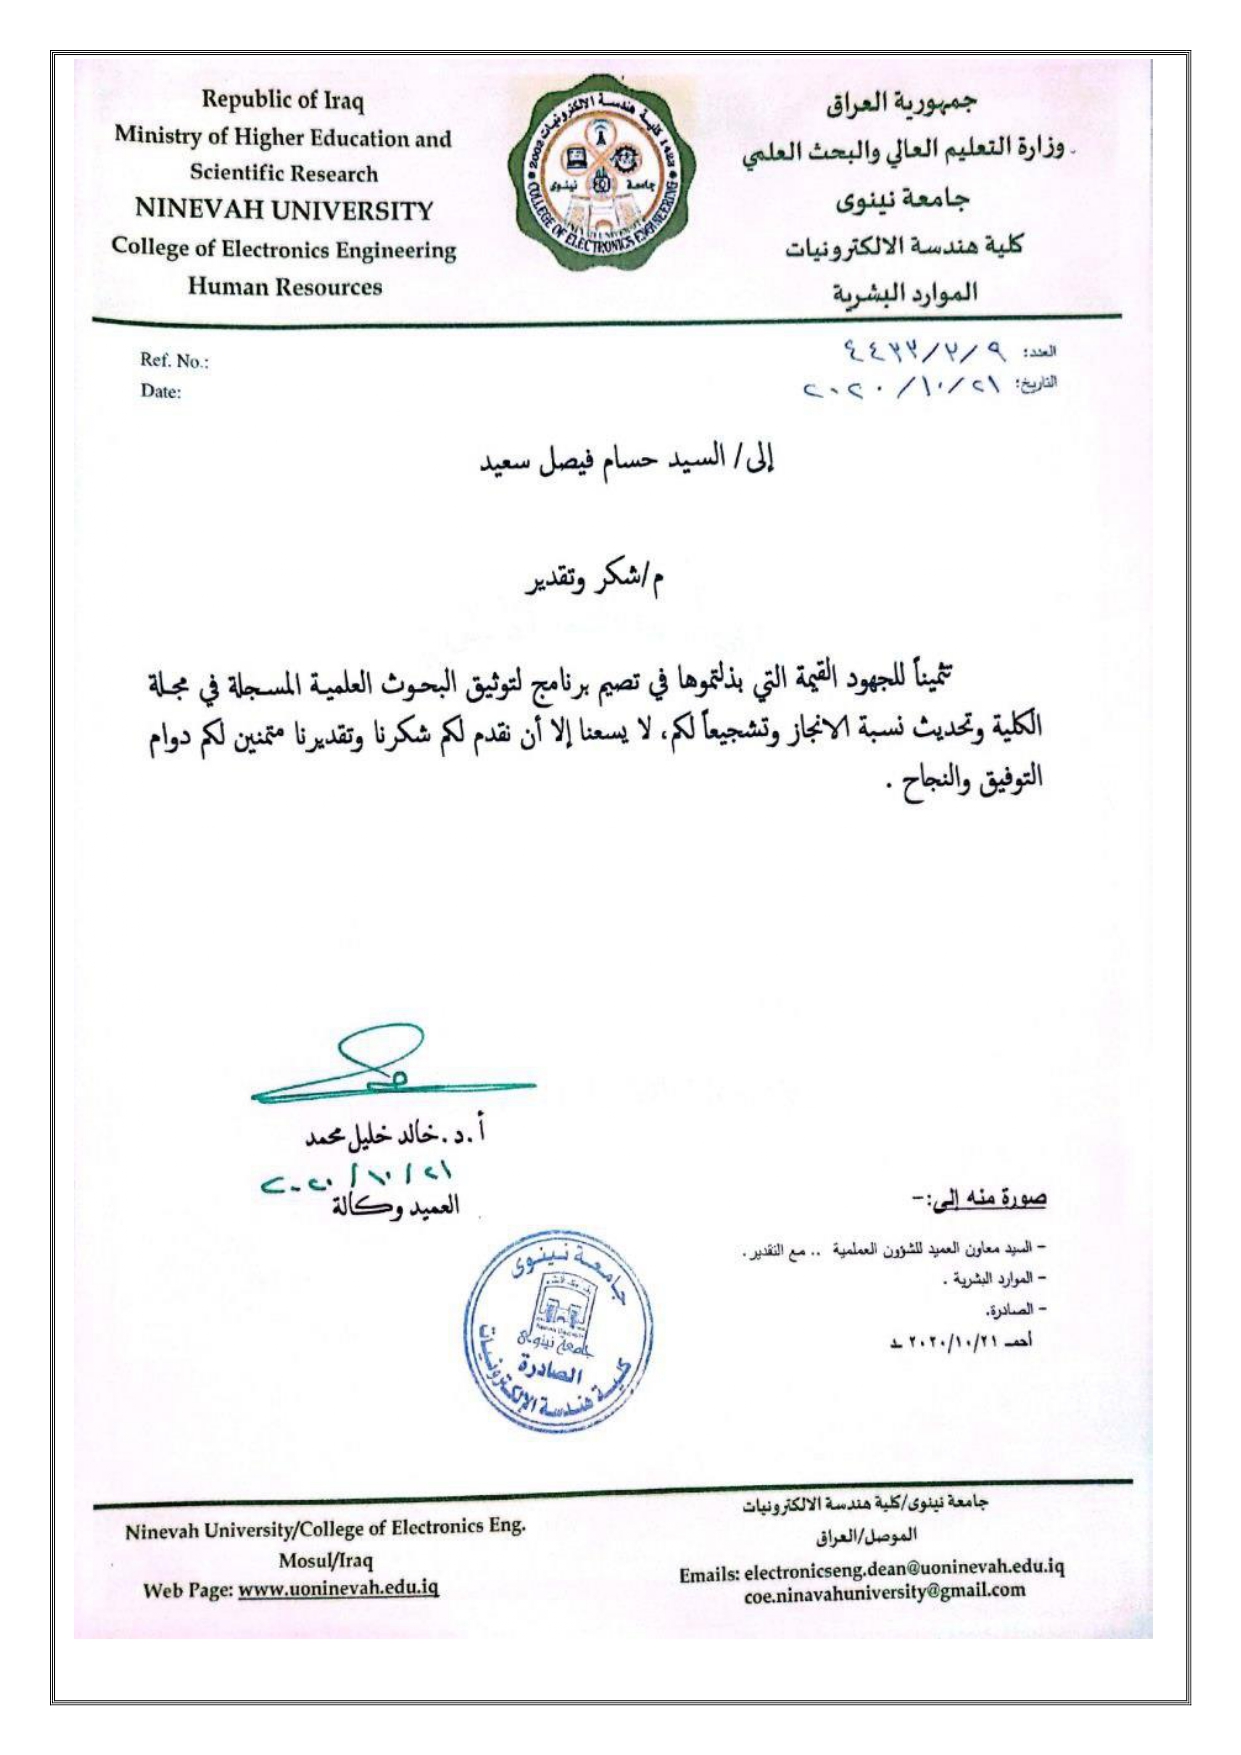 Republic of Iraq
Ministry of Higher Education and
Scientific Research
NINEVAH UNIVERSITY
College of Electronics Engineering
Human Resources
كلية هندسة الالكترونيات
2002 1423
جامعة نينوى
COLLEGE OF ELECTRONICS ENGINEERING
جمهورية العراق
وزارة التعليم العالي والبحث العلمي
جامعة نينوى
كلية هندسة الالكترونيات
الموارد البشرية
Ref. No.:
Date:
العدد: ٩/٢/٤٤٣٣
التاريخ: ٢١/١٠/٢٠٢٠
إلى/ السيد حسام فيصل سعيد
م/شكر وتقدير
تثميناً للجهود القيمة التي بذلتموها في تصميم برنامج لتوثيق البحوث العلمية المسجلة في مجلة
الكلية وتحديث نسبة الانجاز وتشجيعاً لكم، لا يسعنا إلا أن نقدم لكم شكرنا وتقديرنا متمنين لكم دوام
التوفيق والنجاح .
أ.د.خالد خليل محمد
٢٠٢٠/١٠/٢١
العميد وكالة
صورة منه إلى:-
- السيد معاون العميد للشؤون العملمية .. مع التقدير .
- الموارد البشرية .
- الصادرة.
أحمد ٢٠٢٠/١٠/٢١
جامعة نينوى
جامعة نينوى
الصادرة
كلية هندسة الإلكترونيات
Ninevah University/College of Electronics Eng.
Mosul/Iraq
Web Page: www.uoninevah.edu.iq
جامعة نينوى/كلية هندسة الالكترونيات
الموصل/العراق
Emails: electronicseng.dean@uoninevah.edu.iq
coe.ninavahuniversity@gmail.com